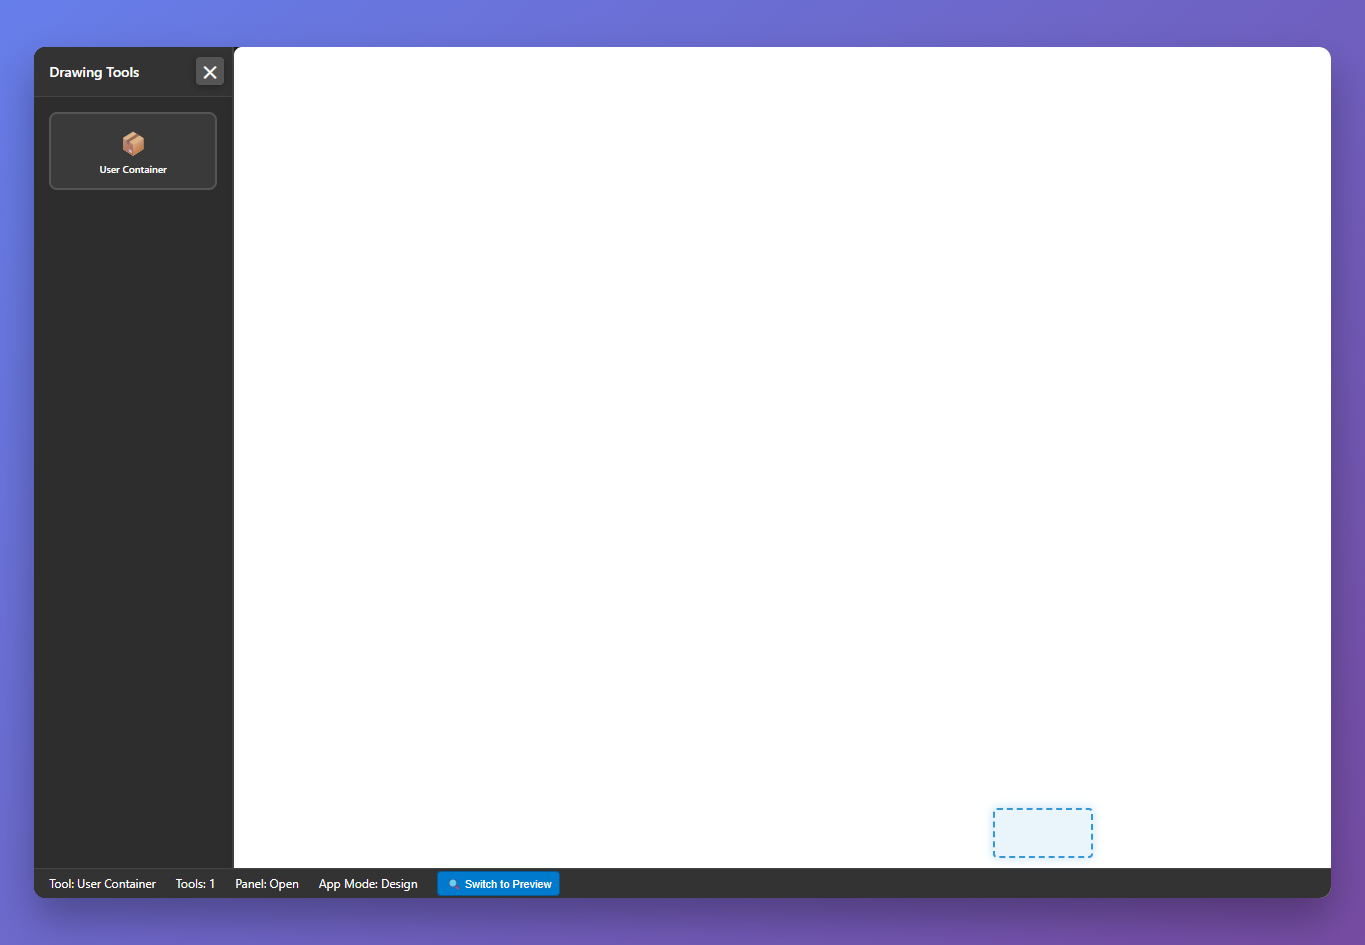 Drawing Tools
User Container
Tool: User Container
Tools: 1
Panel: Open
App Mode: Design
Switch to Preview